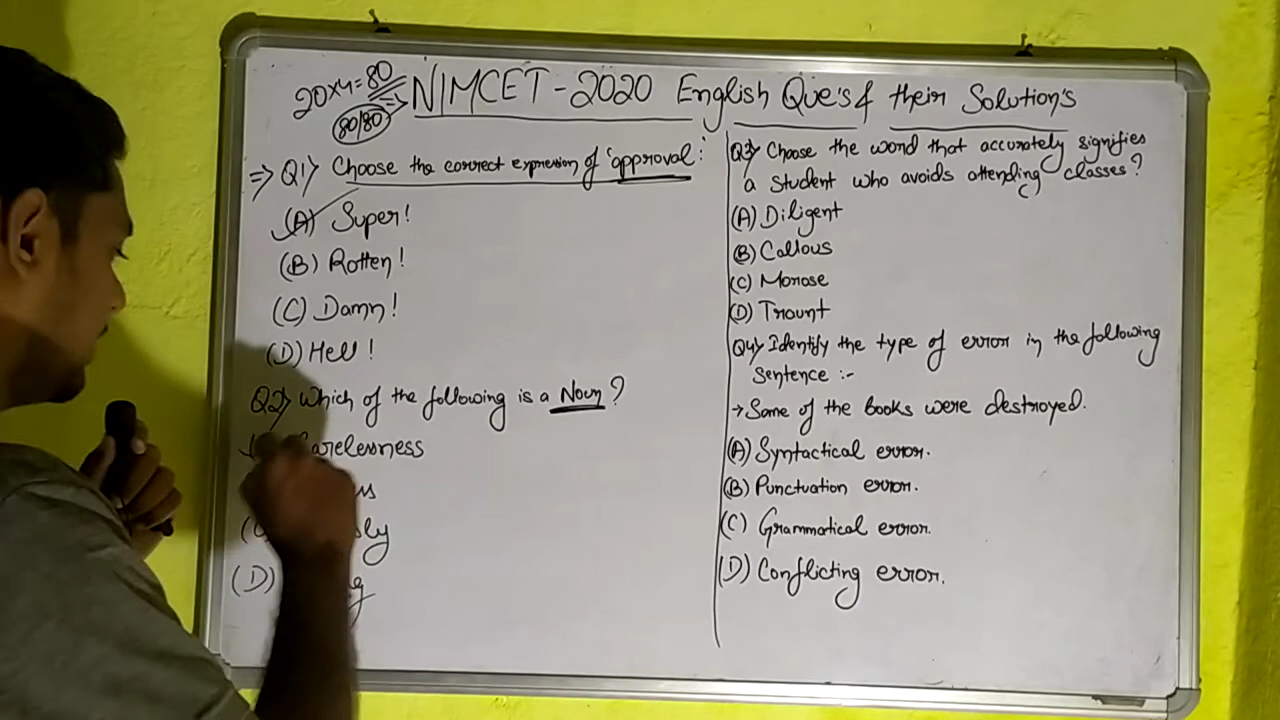 20×4=80
80/80
=> NIMCET-2020 English Que's & their Solution's
=> Q1> Choose the correct expression of 'approval:'
(A) Super!
(B) Rotten!
(C) Damn!
(D) Hell!
Q2> Which of the following is a Noun?
Carelessness
(D)
Q3> Choose the word that accurately signifies
a student who avoids attending classes?
(A) Diligent
(B) Callous
(C) Morose
(D) Traunt
Q4> Identify the type of error in the following
sentence :-
→ Some of the books were destroyed.
(A) Syntactical error.
(B) Punctuation error.
(C) Grammatical error.
(D) Conflicting error.